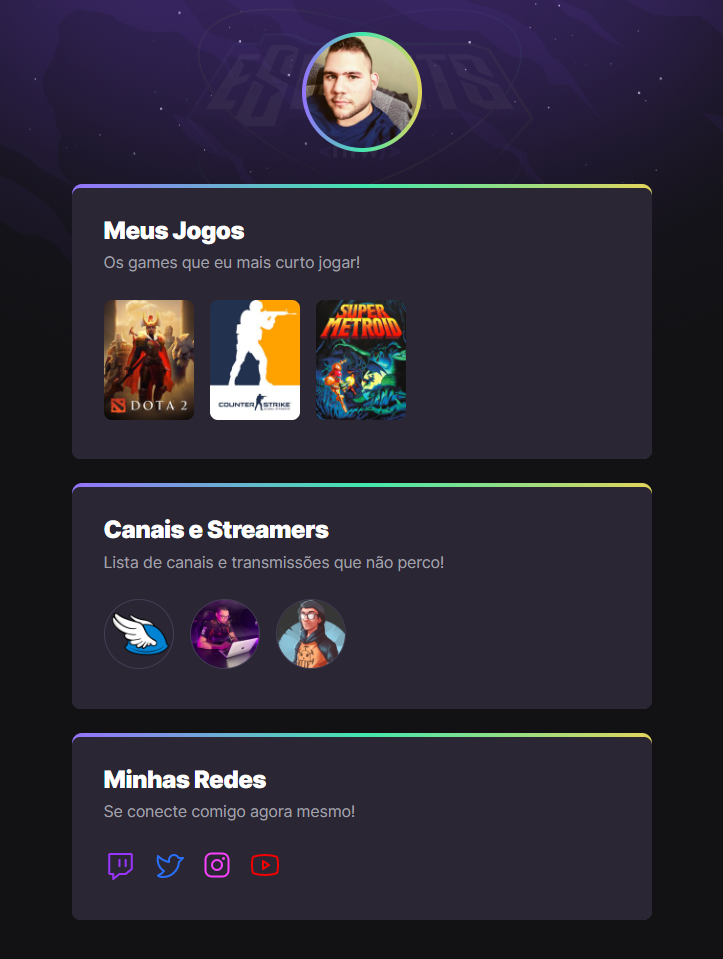 ESPORTS
Meus Jogos
Os games que eu mais curto jogar!
DOTA 2
COUNTER STRIKE
SUPER
METROID
Canais e Streamers
Lista de canais e transmissões que não perco!
Minhas Redes
Se conecte comigo agora mesmo!